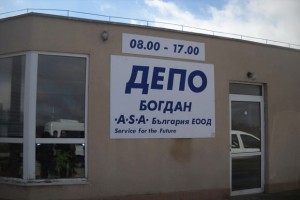 08.00 - 17.00
ДЕПО
БОГДАН
·A·S·A· България ЕООД
Service for the Future